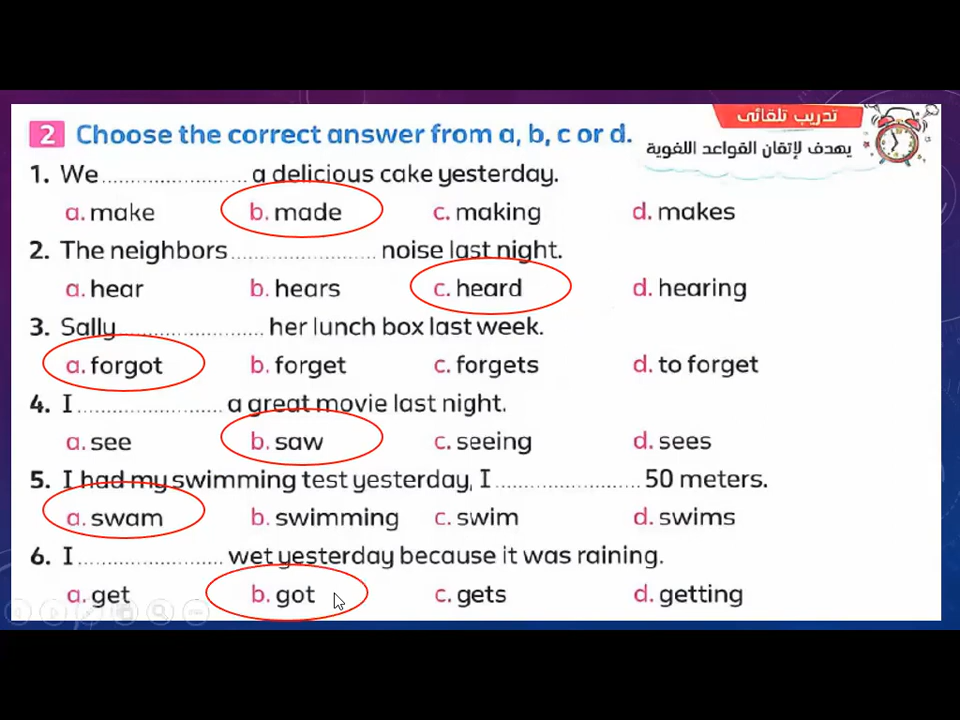 تدريب تلقائى
يهدف لإتقان القواعد اللغوية
2 Choose the correct answer from a, b, c or d.
1. We ........................ a delicious cake yesterday.
a. make b. made c. making d. makes
2. The neighbors ........................ noise last night.
a. hear b. hears c. heard d. hearing
3. Sally ........................ her lunch box last week.
a. forgot b. forget c. forgets d. to forget
4. I ........................ a great movie last night.
a. see b. saw c. seeing d. sees
5. I had my swimming test yesterday, I ........................ 50 meters.
a. swam b. swimming c. swim d. swims
6. I ........................ wet yesterday because it was raining.
a. get b. got c. gets d. getting